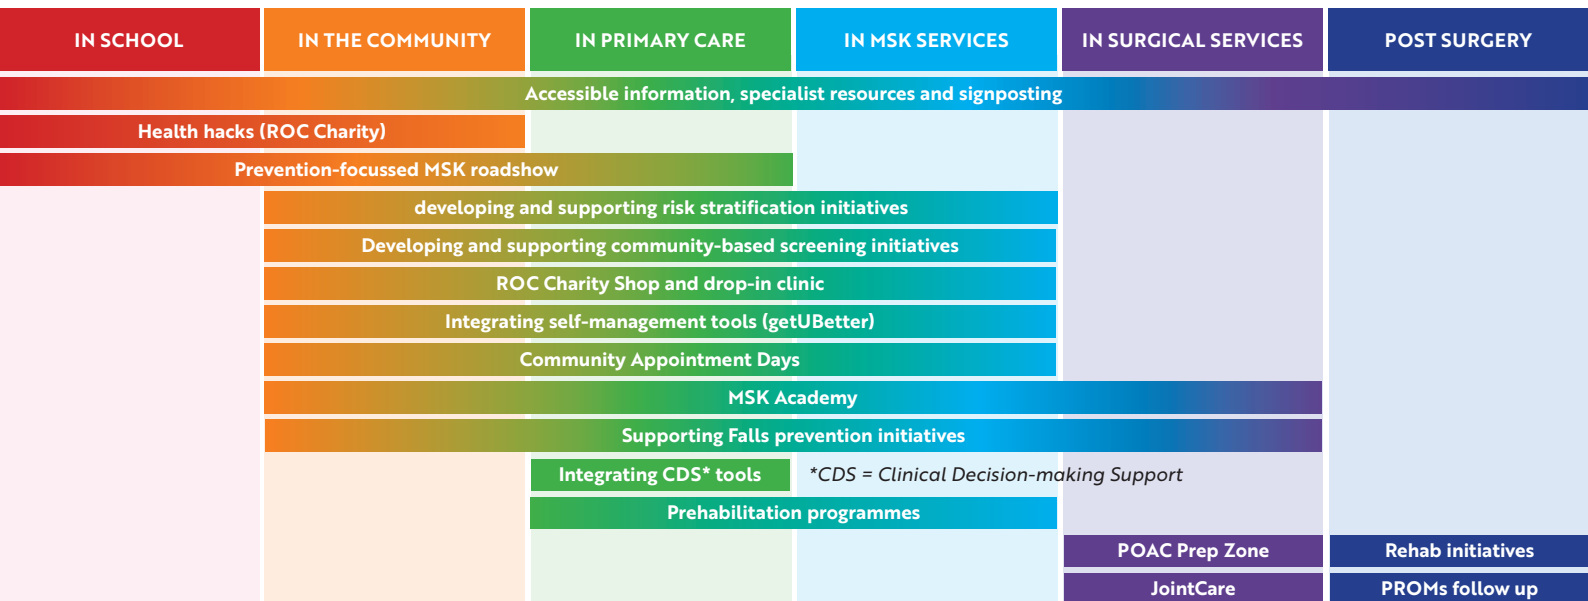 IN SCHOOL
IN THE COMMUNITY
IN PRIMARY CARE
IN MSK SERVICES
IN SURGICAL SERVICES
POST SURGERY
Accessible information, specialist resources and signposting
Health hacks (ROC Charity)
Prevention-focussed MSK roadshow
developing and supporting risk stratification initiatives
Developing and supporting community-based screening initiatives
ROC Charity Shop and drop-in clinic
Integrating self-management tools (getUBetter)
Community Appointment Days
MSK Academy
Supporting Falls prevention initiatives
Integrating CDS* tools
*CDS = Clinical Decision-making Support
Prehabilitation programmes
POAC Prep Zone
Rehab initiatives
JointCare
PROMs follow up